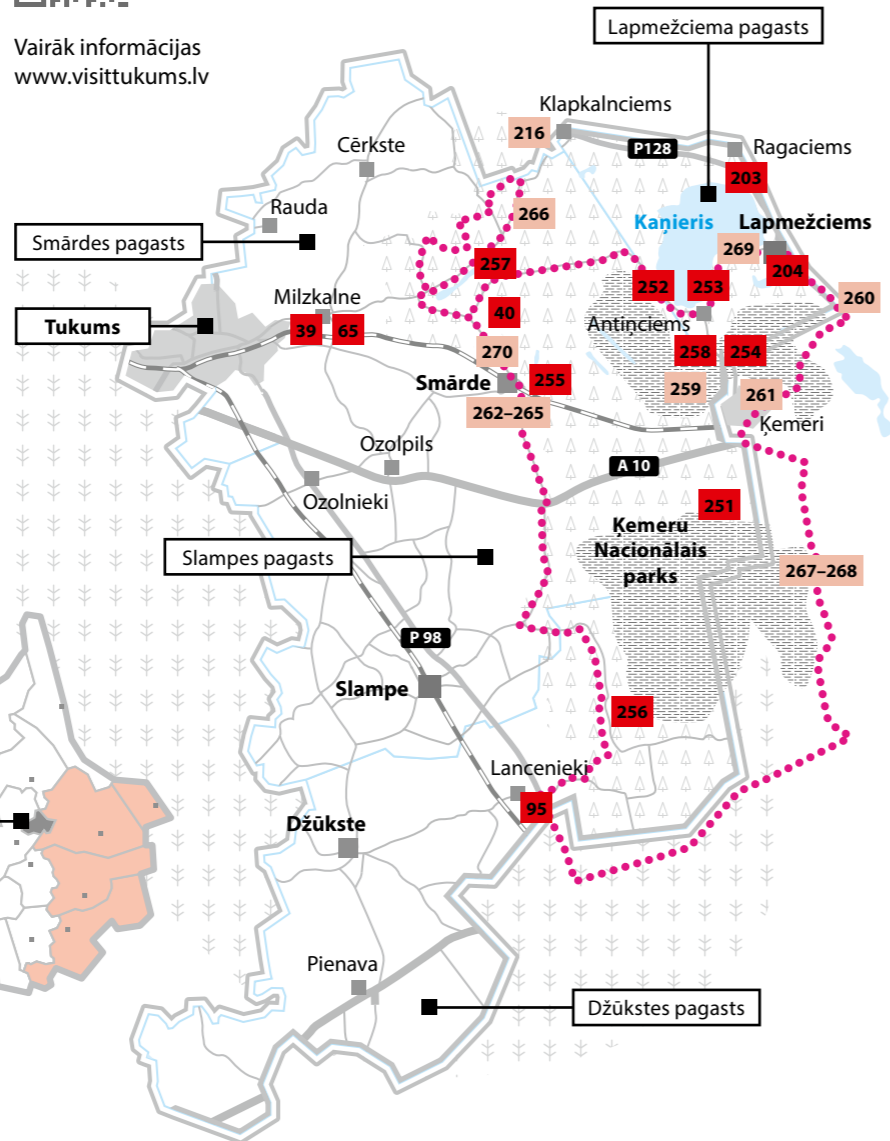 Vairāk informācijas
www.visittukums.lv
Lapmežciema pagasts
Klapkalnciems
216
P128
Ragaciems
Cērkste
203
Rauda
266
Kaņieris
Lapmežciems
Smārdes pagasts
269
257
204
252
253
260
Milzkalne
40
Antiņciems
Tukums
39
65
270
258
254
Smārde
255
259
261
262–265
Ķemeri
Ozolpils
A 10
Ozolnieki
251
Ķemeru
Nacionālais
parks
Slampes pagasts
267–268
P 98
Slampe
256
Lancenieki
95
Džūkste
Pienava
Džūkstes pagasts